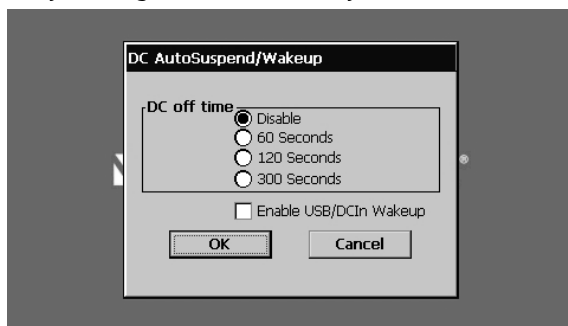 DC AutoSuspend/Wakeup
DC off time
Disable
60 Seconds
120 Seconds
300 Seconds
Enable USB/DCIn Wakeup
OK
Cancel
®